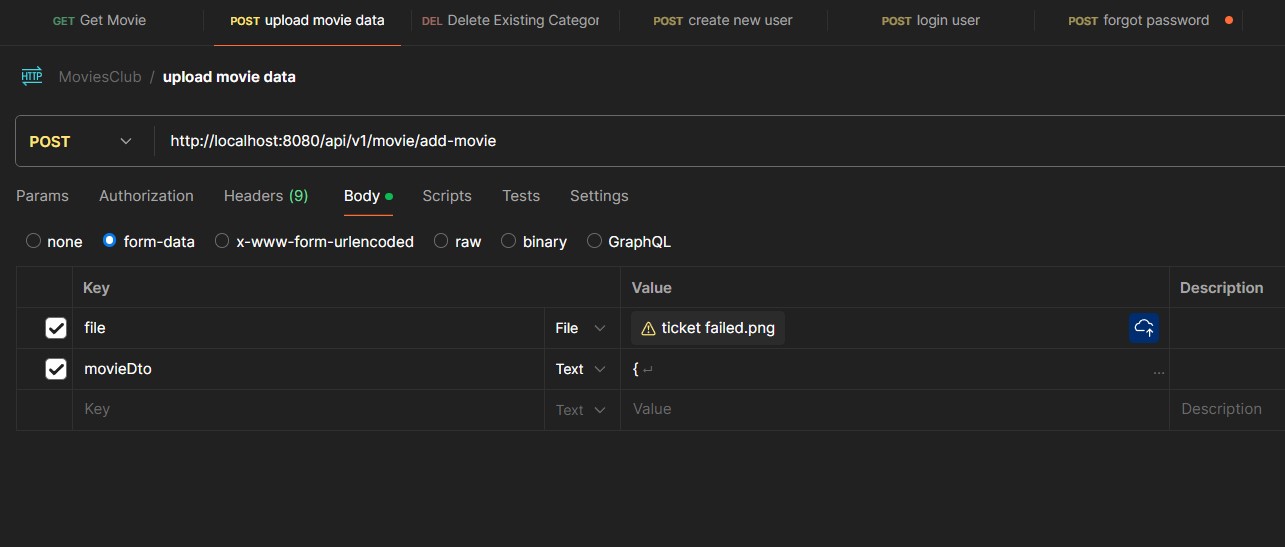 GET Get Movie POST upload movie data DEL Delete Existing Categor POST create new user POST login user POST forgot password
HTTP MoviesClub / upload movie data
POST http://localhost:8080/api/v1/movie/add-movie
Params Authorization Headers (9) Body Scripts Tests Settings
none form-data x-www-form-urlencoded raw binary GraphQL
Key Value Description
file File ticket failed.png
movieDto Text { ↵ ...
Key Text Value Description